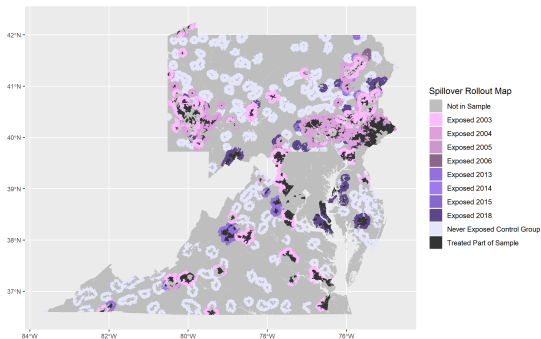 42°N
41°N
40°N
39°N
38°N
37°N
84°W
82°W
80°W
78°W
76°W
Spillover Rollout Map
Not in Sample
Exposed 2003
Exposed 2004
Exposed 2005
Exposed 2006
Exposed 2013
Exposed 2014
Exposed 2015
Exposed 2018
Never Exposed Control Group
Treated Part of Sample